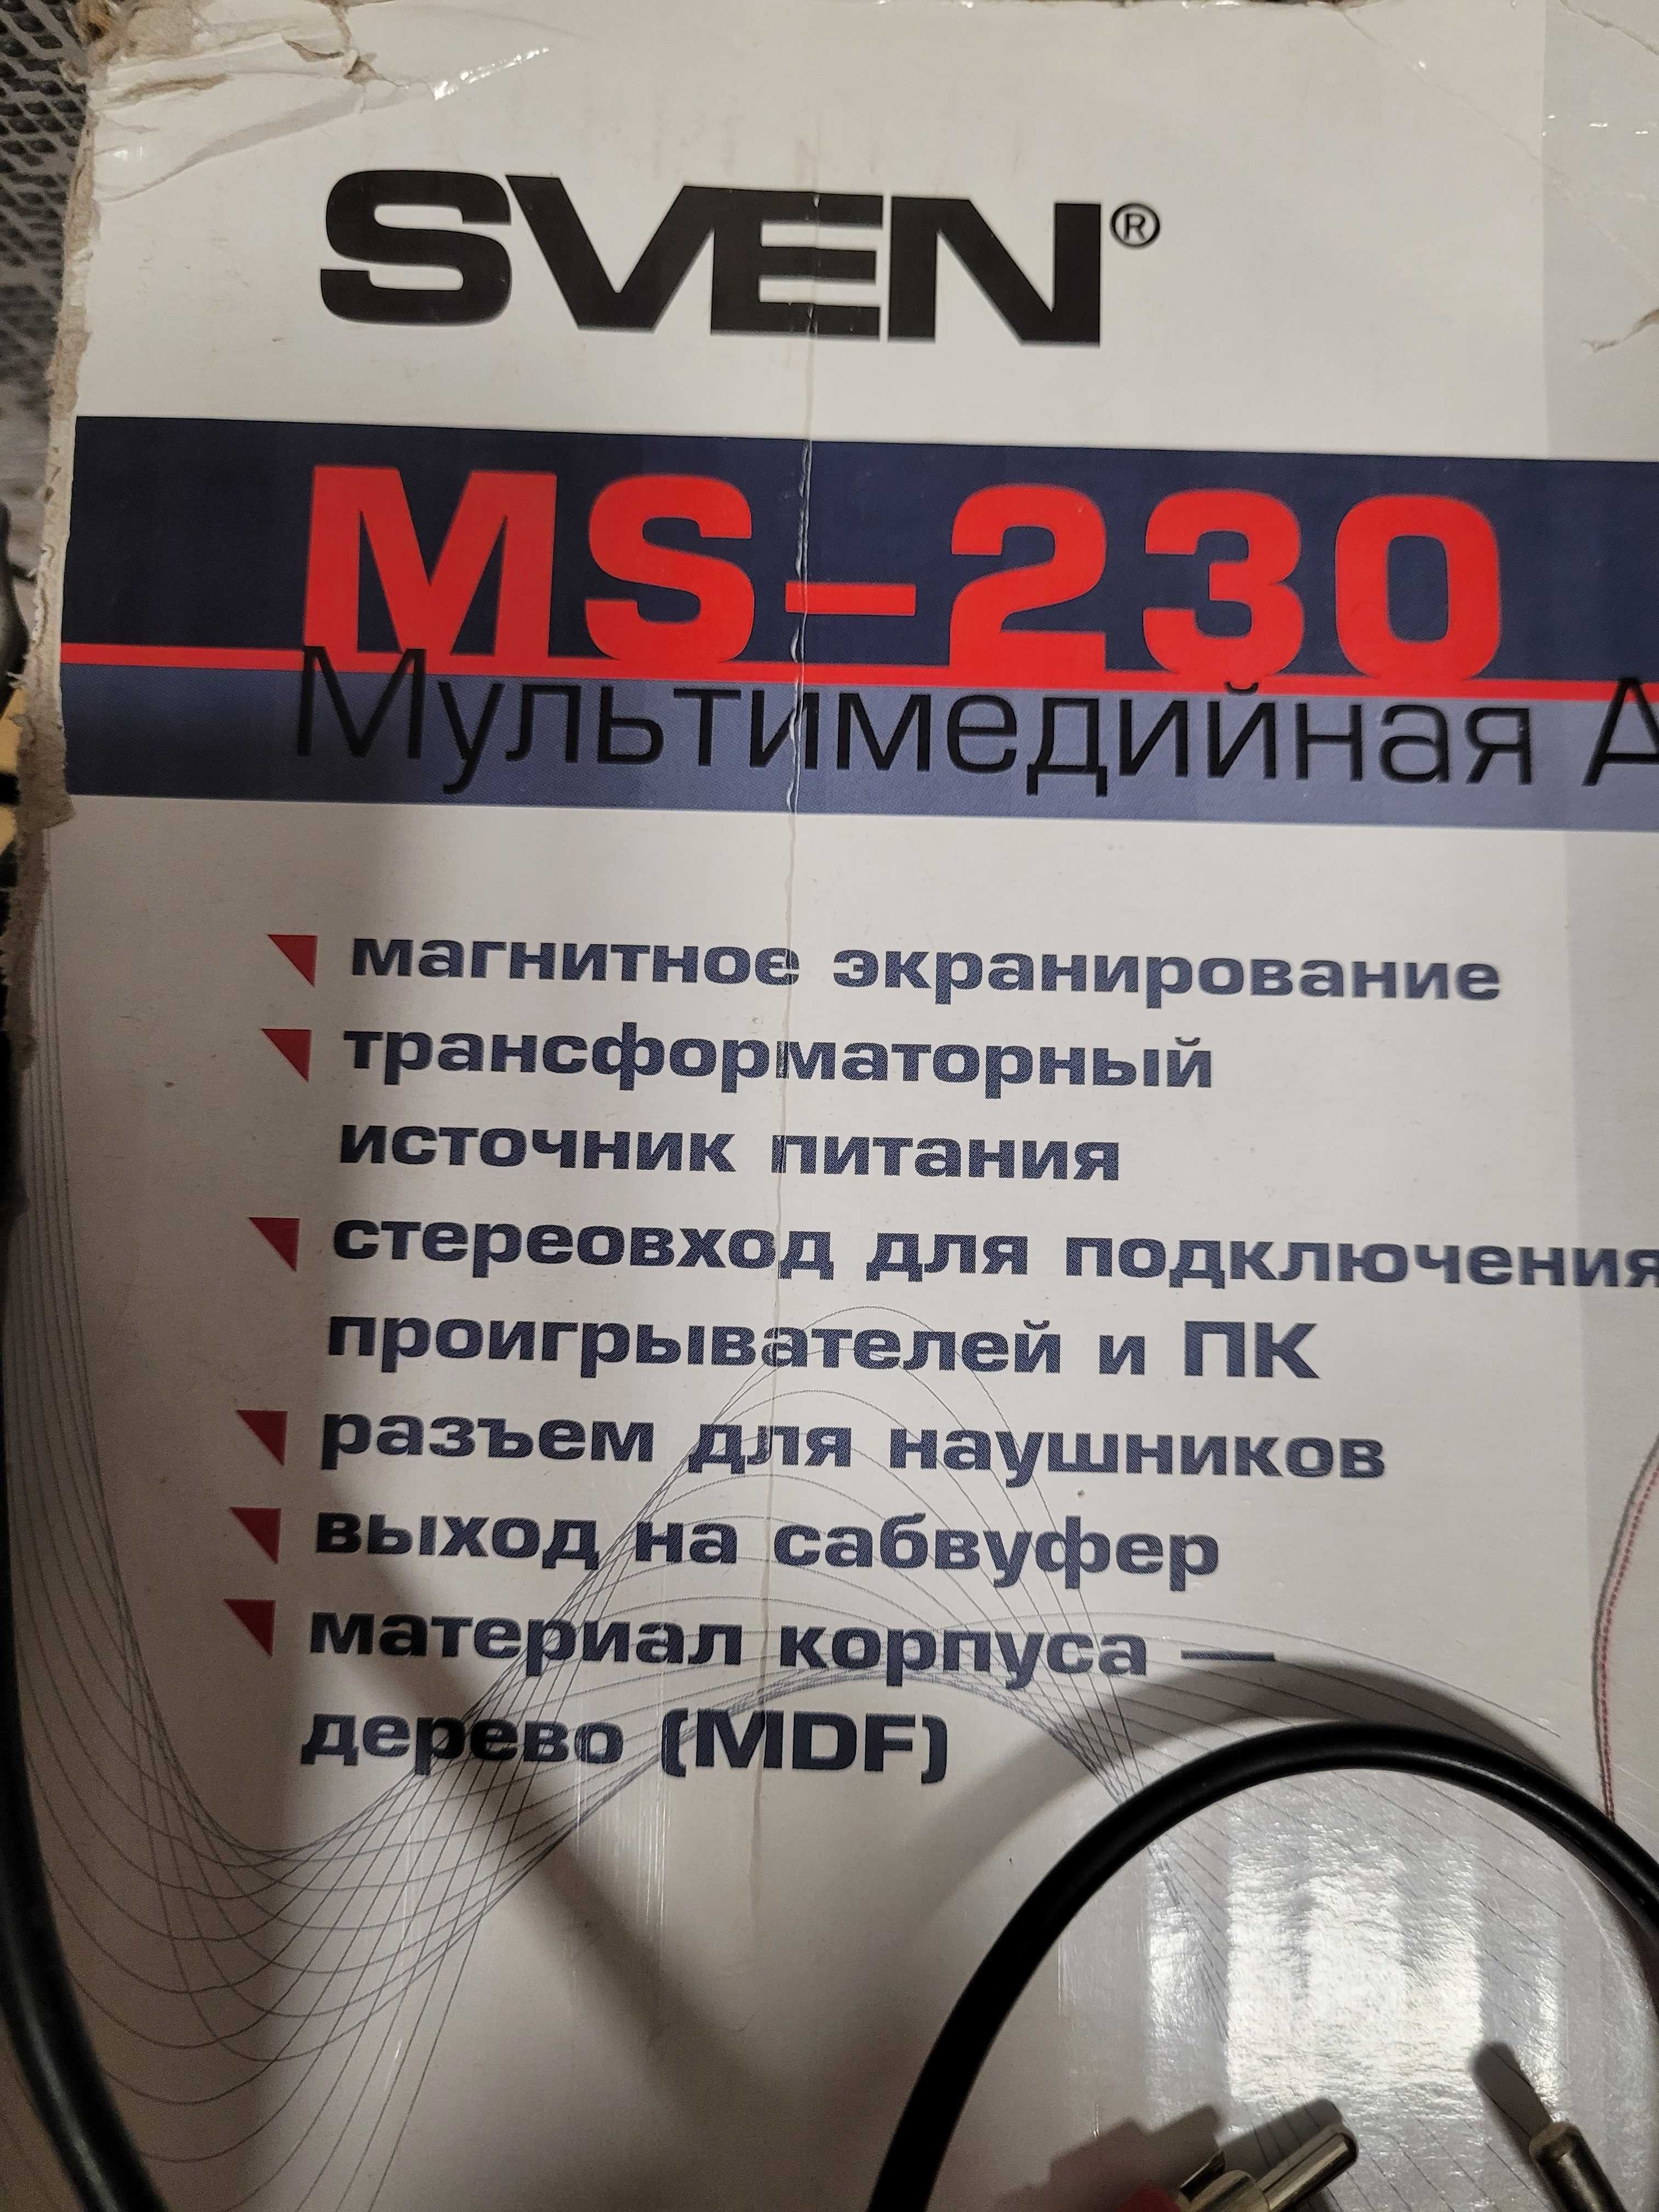 SVEN®
MS-230
Мультимедийная
магнитное экранирование
трансформаторный
источник питания
стереовход для подключения
проигрывателей и ПК
разъем для наушников
выход на сабвуфер
материал корпуса —
дерево (MDF)